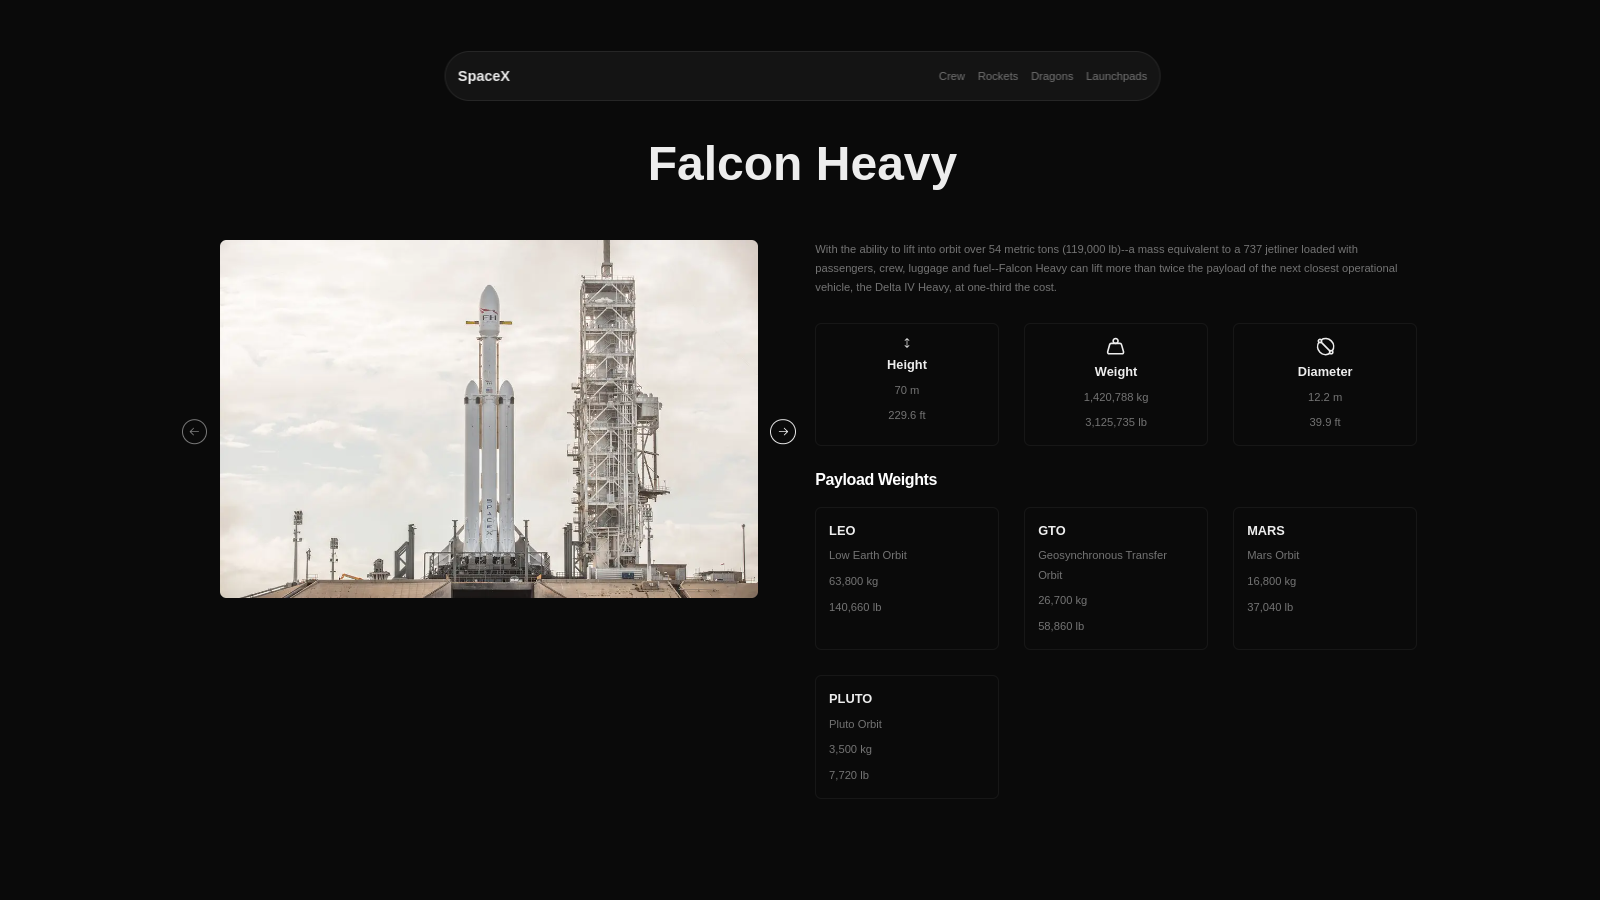 SpaceX
Crew Rockets Dragons Launchpads
Falcon Heavy
With the ability to lift into orbit over 54 metric tons (119,000 lb)--a mass equivalent to a 737 jetliner loaded with
passengers, crew, luggage and fuel--Falcon Heavy can lift more than twice the payload of the next closest operational
vehicle, the Delta IV Heavy, at one-third the cost.
FH
SPACEX
Height
70 m
229.6 ft
Weight
1,420,788 kg
3,125,735 lb
Diameter
12.2 m
39.9 ft
Payload Weights
LEO
Low Earth Orbit
63,800 kg
140,660 lb
GTO
Geosynchronous Transfer
Orbit
26,700 kg
58,860 lb
MARS
Mars Orbit
16,800 kg
37,040 lb
PLUTO
Pluto Orbit
3,500 kg
7,720 lb